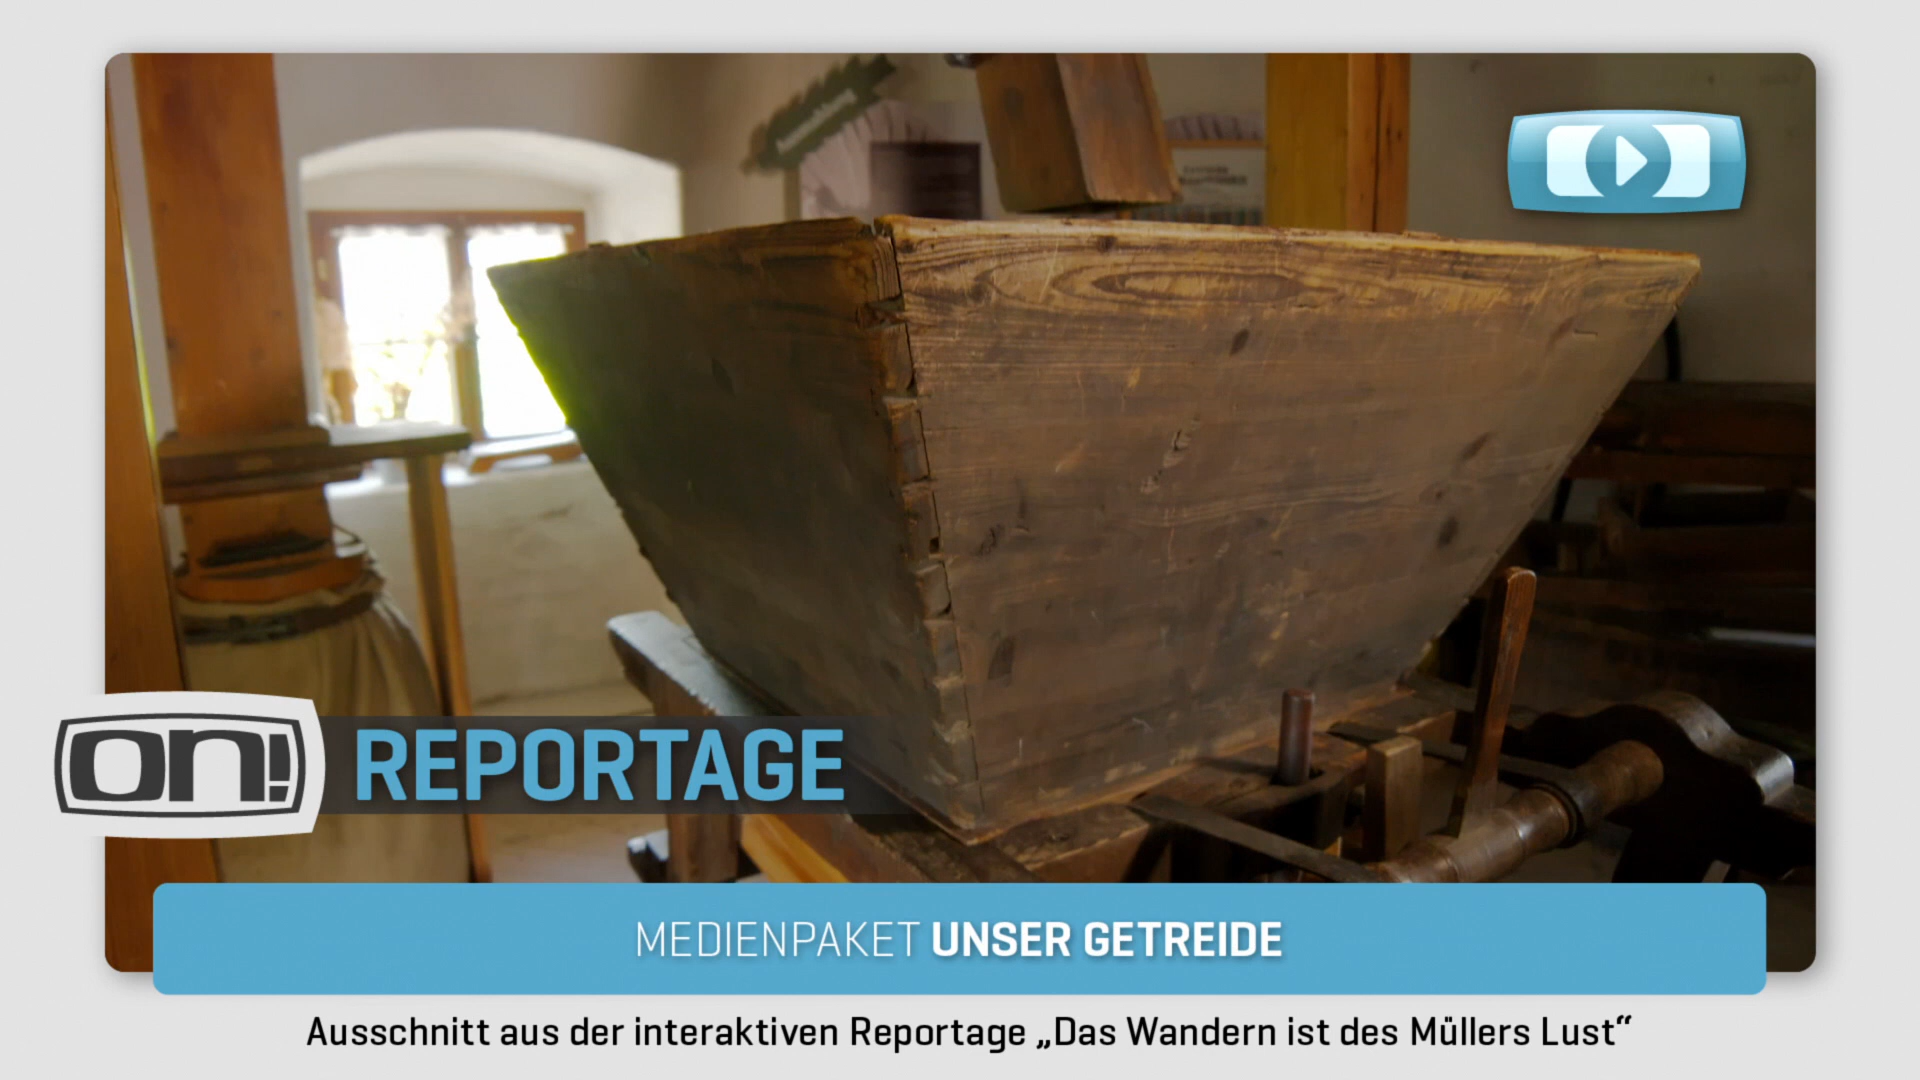 on! REPORTAGE
MEDIENPAKET UNSER GETREIDE
Ausschnitt aus der interaktiven Reportage „Das Wandern ist des Müllers Lust“